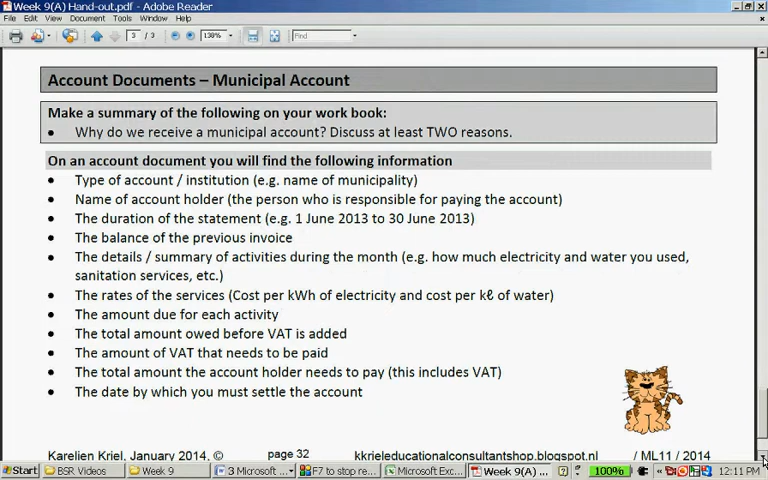 Week 9(A) Hand-out.pdf - Adobe Reader
File Edit View Document Tools Window Help
3 / 3 138% Find
Account Documents – Municipal Account
Make a summary of the following on your work book:
• Why do we receive a municipal account? Discuss at least TWO reasons.
On an account document you will find the following information
• Type of account / institution (e.g. name of municipality)
• Name of account holder (the person who is responsible for paying the account)
• The duration of the statement (e.g. 1 June 2013 to 30 June 2013)
• The balance of the previous invoice
• The details / summary of activities during the month (e.g. how much electricity and water you used,
sanitation services, etc.)
• The rates of the services (Cost per kWh of electricity and cost per kℓ of water)
• The amount due for each activity
• The total amount owed before VAT is added
• The amount of VAT that needs to be paid
• The total amount the account holder needs to pay (this includes VAT)
• The date by which you must settle the account
Karelien Kriel, January 2014, © page 32 kkrieleducationalconsultantshop.blogspot.nl / ML11 / 2014
Start BSR Videos Week 9 3 Microsoft ... F7 to stop re... Microsoft Exc... Week 9(A) ... 100% 12:11 PM